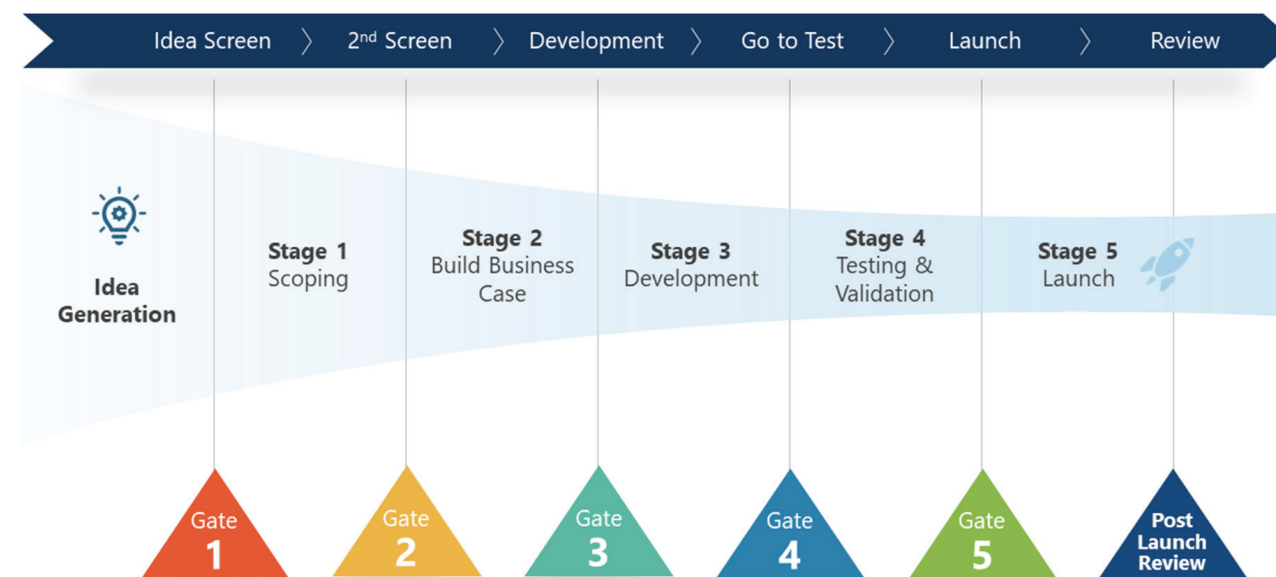 Idea Screen
2nd Screen
Development
Go to Test
Launch
Review
Idea
Generation
Stage 1
Scoping
Stage 2
Build Business
Case
Stage 3
Development
Stage 4
Testing &
Validation
Stage 5
Launch
Gate
1
Gate
2
Gate
3
Gate
4
Gate
5
Post
Launch
Review